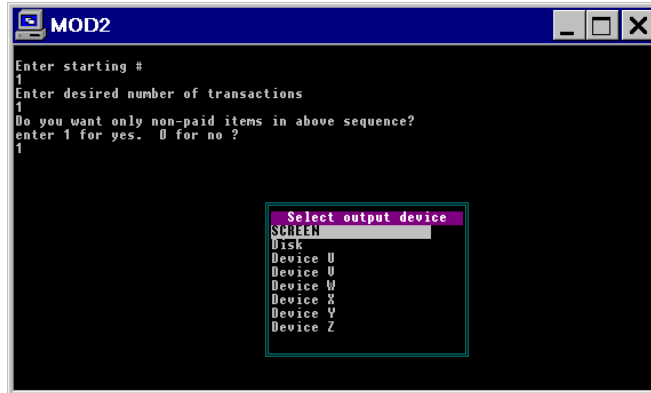 MOD2
Enter starting #
1
Enter desired number of transactions
1
Do you want only non-paid items in above sequence?
enter 1 for yes.  0 for no ?
1
Select output device
SCREEN
Disk
Device U
Device V
Device W
Device X
Device Y
Device Z